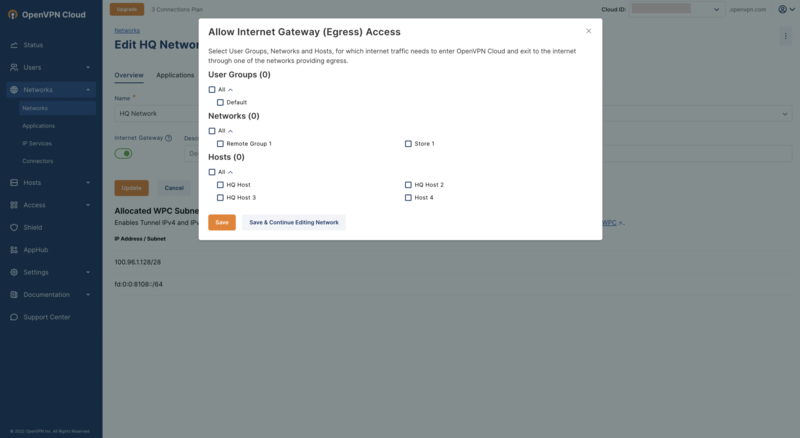 OpenVPN Cloud
Upgrade
3 Connections Plan
Cloud ID:
.openvpn.com
Status
Users
Networks
Networks
Applications
IP Services
Connectors
Hosts
Access
Shield
AppHub
Settings
Documentation
Support Center
© 2022 OpenVPN Inc. All Rights Reserved
Networks
Edit HQ Networ
Overview
Applications
Name *
HQ Network
Internet Gateway
Desc
De
Update
Cancel
Allocated WPC Subne
Enables Tunnel IPv4 and IPv
WPC >.
IP Address / Subnet
100.96.1.128/28
fd:0:0:8108::/64
Allow Internet Gateway (Egress) Access
Select User Groups, Networks and Hosts, for which internet traffic needs to enter OpenVPN Cloud and exit to the internet
through one of the networks providing egress.
User Groups (0)
All
Default
Networks (0)
All
Remote Group 1
Store 1
Hosts (0)
All
HQ Host
HQ Host 2
HQ Host 3
Host 4
Save
Save & Continue Editing Network